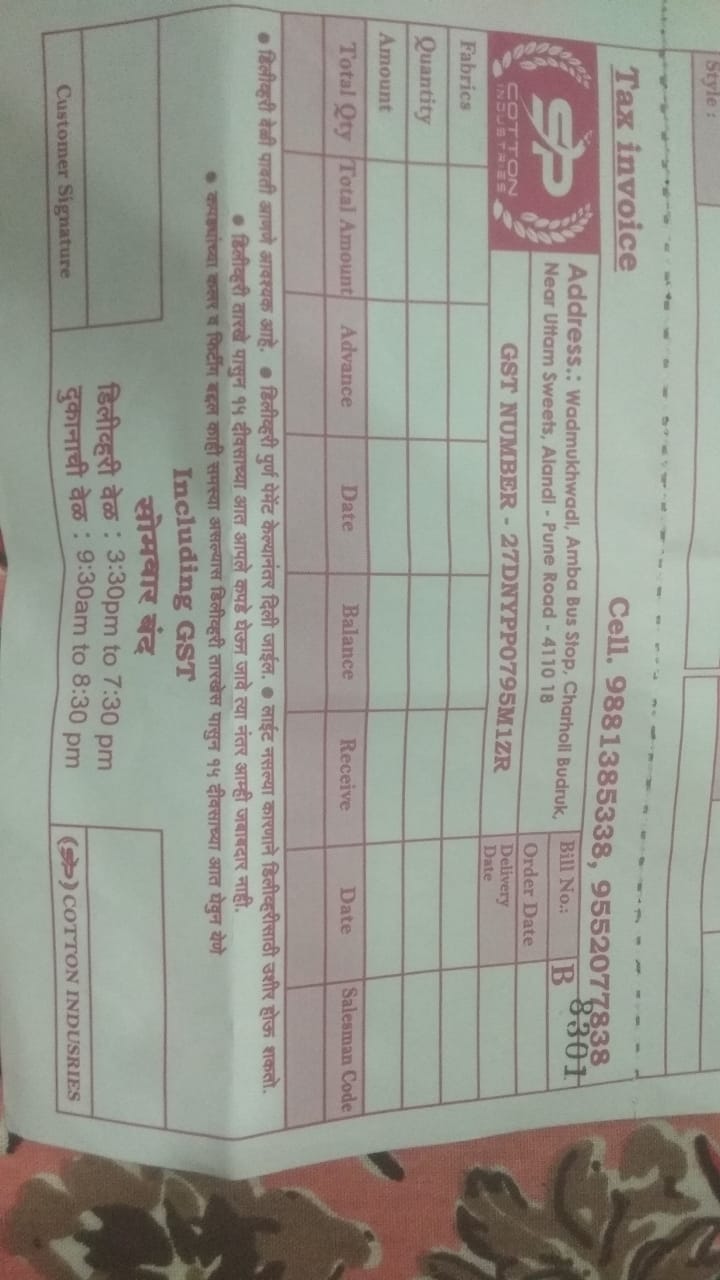 Style :
Tax invoice
Cell. 9881385338, 9552077838
SP
COTTON
INDUSTRIES
Address.: Wadmukhwadi, Amba Bus Stop, Charholi Budruk,
Near Uttam Sweets, Alandi - Pune Road - 4110 18
GST NUMBER - 27DNYPP0795M1ZR
Bill No.: B 8301
Order Date
Delivery
Date
Fabrics
Quantity
Amount
Total Qty Total Amount Advance Date Balance Receive Date Salesman Code
● डिलीव्हरी वेळी पावती आणणे आवश्यक आहे. ● डिलीव्हरी पुर्ण पेमेंट केल्यानंतर दिली जाईल. ● लाईट नसल्या कारणाने डिलीव्हरीसाठी उशीर होऊ शकतो.
● डिलीव्हरी तारखे पासुन १५ दीवसाच्या आत आपले कपडे घेऊन जावे त्या नंतर आम्ही जबाबदार नाही.
● कपड्यांच्या कलर व फिटींग बद्दल काही समस्या असल्यास डिलीव्हरी तारखेस पासुन १५ दीवसाच्या आत घेवुन येणे
Including GST
सोमवार बंद
डिलीव्हरी वेळ : 3:30pm to 7:30 pm
दुकानाची वेळ : 9:30am to 8:30 pm
Customer Signature
(SP) COTTON INDUSRIES